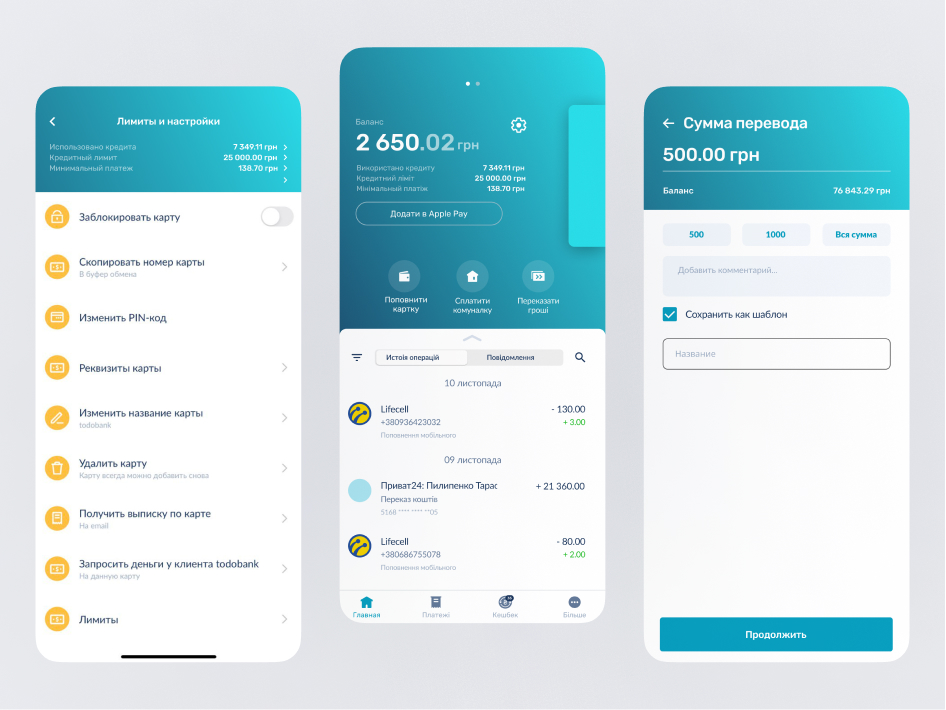 Лимиты и настройки
Использовано кредита 7 349.11 грн
Кредитный лимит 25 000.00 грн
Минимальный платеж 138.70 грн
Заблокировать карту
Скопировать номер карты
В буфер обмена
Изменить PIN-код
Реквизиты карты
Изменить название карты
todobank
Удалить карту
Карту всегда можно добавить снова
Получить выписку по карте
На email
Запросить деньги у клиента todobank
На данную карту
Лимиты
Баланс
2 650.02 грн
Використано кредиту 7 349.11 грн
Кредитний ліміт 25 000.00 грн
Мінімальный платіж 138.70 грн
Додати в Apple Pay
Поповнити
картку
Сплатити
комуналку
Переказати
гроші
Істоія операцій
Повідомлення
10 листопада
Lifecell - 130.00
+380936423032 + 3.00
Поповнення мобільного
09 листопада
Приват24: Пилипенко Тарас + 21 360.00
Переказ коштів
5168 **** **** **05
Lifecell - 80.00
+380686755078 + 2.00
Поповнення мобільного
Главная
Платежі
Кешбек
Більше
Сумма перевода
500.00 грн
Баланс 76 843.29 грн
500
1000
Вся сумма
Добавить комментарий...
Сохранить как шаблон
Название
Продолжить